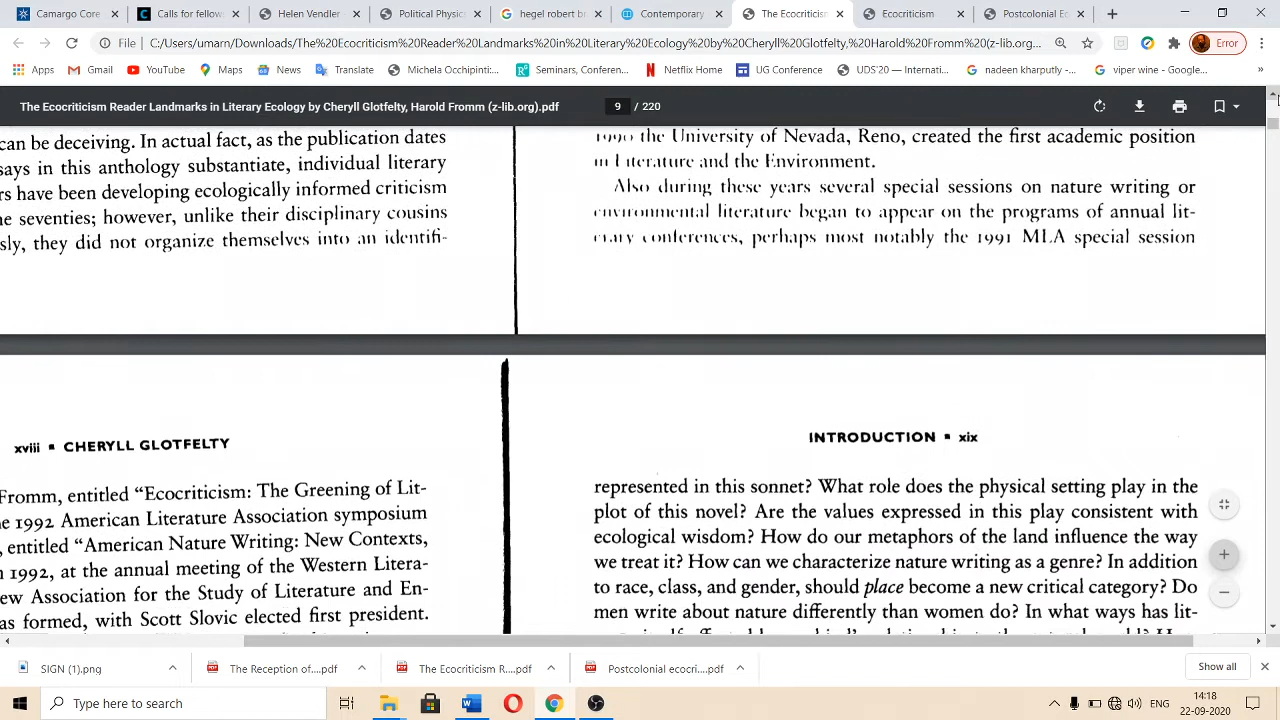 Camargo Core
Calls for fellow
Helen Vendler
Political Physic
hegel robert
Contemporary
The Ecocriticism
Ecocriticism
Postcolonial Ec
File
C:/Users/umarn/Downloads/The%20Ecocriticism%20Reader%20Landmarks%20in%20Literary%20Ecology%20by%20Cheryll%20Glotfelty,%20Harold%20Fromm%20(z-lib.org...
Error
Apps
Gmail
YouTube
Maps
News
Translate
Michela Occhipinti...
Seminars, Conferen...
Netflix Home
UG Conference
UDS'20 — Internati...
nadeen kharputly -...
viper wine - Google...
»
The Ecocriticism Reader Landmarks in Literary Ecology by Cheryll Glotfelty, Harold Fromm (z-lib.org).pdf
9 / 220
can be deceiving. In actual fact, as the publication dates
says in this anthology substantiate, individual literary
rs have been developing ecologically informed criticism
ne seventies; however, unlike their disciplinary cousins
sly, they did not organize themselves into an identifi-
1990 the University of Nevada, Reno, created the first academic position
in Literature and the Environment.
Also during these years several special sessions on nature writing or
environmental literature began to appear on the programs of annual lit-
erary conferences, perhaps most notably the 1991 MLA special session
xviii ▪ CHERYLL GLOTFELTY
Fromm, entitled “Ecocriticism: The Greening of Lit-
ne 1992 American Literature Association symposium
, entitled “American Nature Writing: New Contexts,
n 1992, at the annual meeting of the Western Litera-
ew Association for the Study of Literature and En-
as formed, with Scott Slovic elected first president.
INTRODUCTION ▪ xix
represented in this sonnet? What role does the physical setting play in the
plot of this novel? Are the values expressed in this play consistent with
ecological wisdom? How do our metaphors of the land influence the way
we treat it? How can we characterize nature writing as a genre? In addition
to race, class, and gender, should place become a new critical category? Do
men write about nature differently than women do? In what ways has lit-
SIGN (1).png
The Reception of....pdf
The Ecocriticism R....pdf
Postcolonial ecocri....pdf
Show all
Type here to search
ENG
14:18
22-09-2020